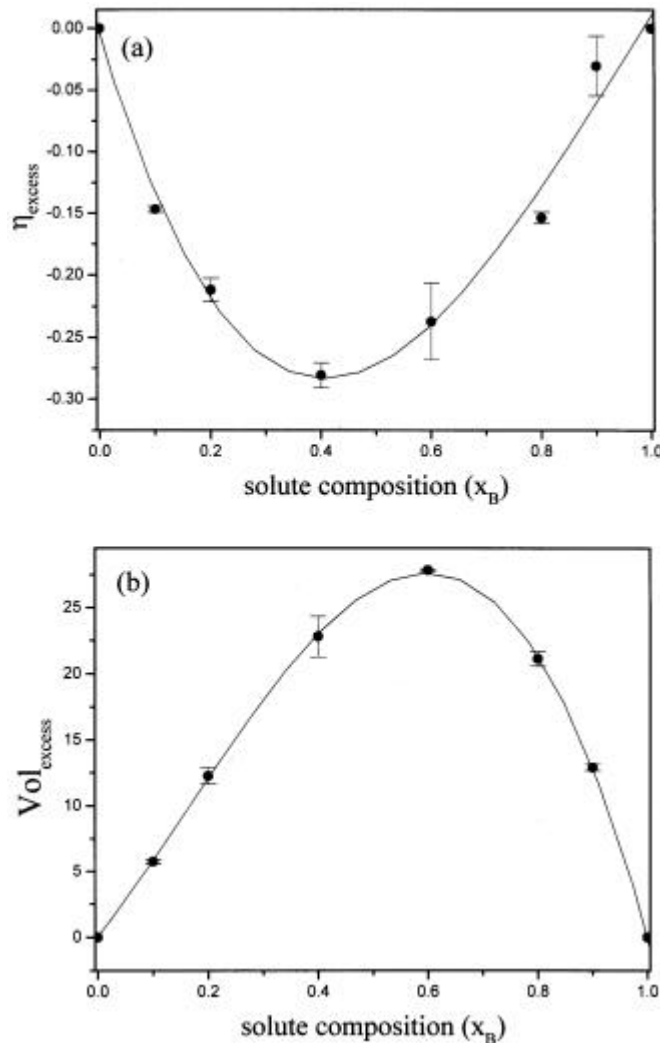 (a)
0.00
-0.05
-0.10
-0.15
-0.20
-0.25
-0.30
η_excess
0.0 0.2 0.4 0.6 0.8 1.0
solute composition (x_B)
(b)
25
20
15
10
5
0
Vol_excess
0.0 0.2 0.4 0.6 0.8 1.0
solute composition (x_B)